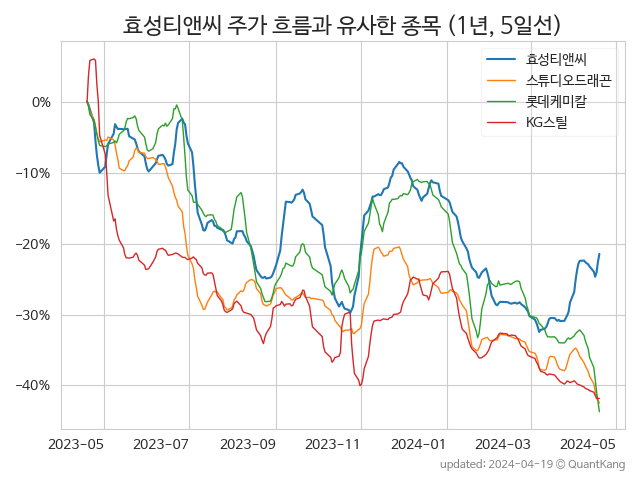 효성티앤씨 주가 흐름과 유사한 종목 (1년, 5일선)
효성티앤씨
스튜디오드래곤
롯데케미칼
KG스틸
0%
−10%
−20%
−30%
−40%
2023-05 2023-07 2023-09 2023-11 2024-01 2024-03 2024-05
updated: 2024-04-19 © QuantKang